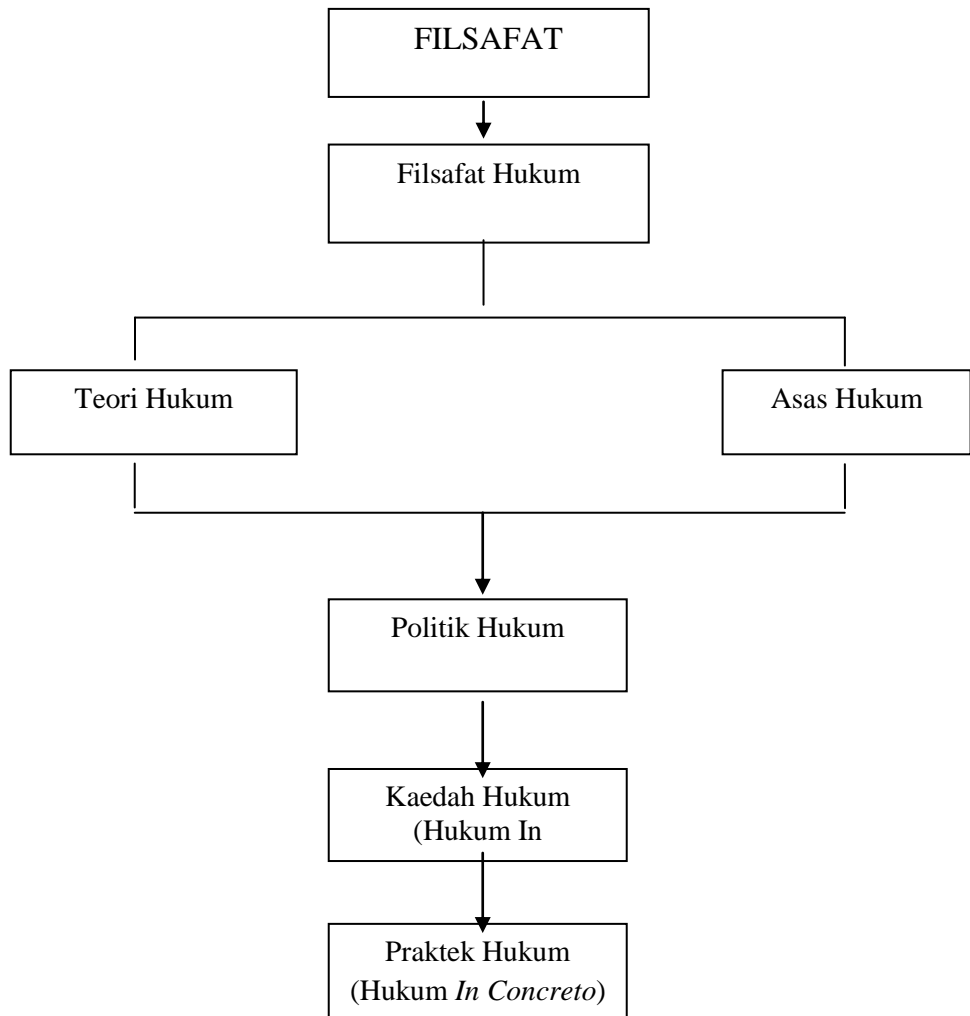 FILSAFAT
Filsafat Hukum
Teori Hukum
Asas Hukum
Politik Hukum
Kaedah Hukum
(Hukum In
Praktek Hukum
(Hukum In Concreto)